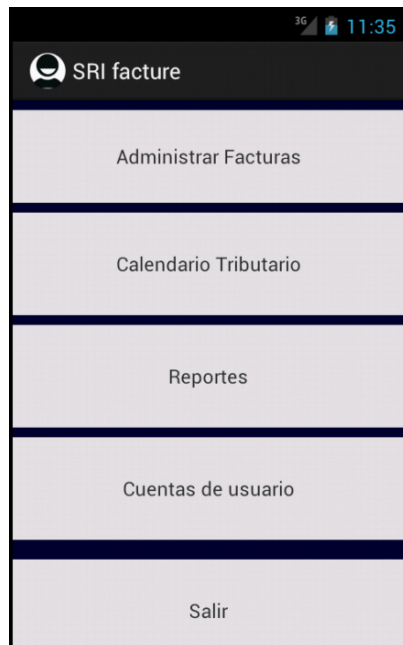 3G 11:35
SRI facture
Administrar Facturas
Calendario Tributario
Reportes
Cuentas de usuario
Salir